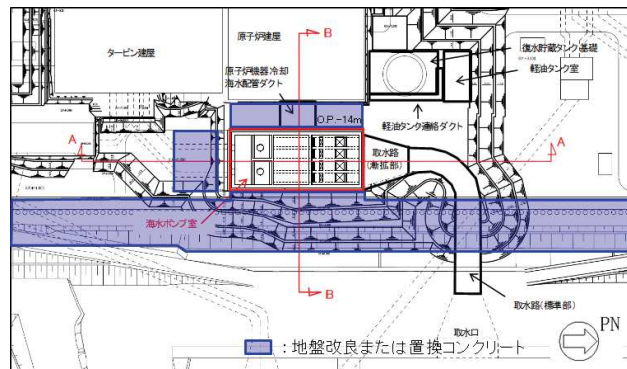 B
タービン建屋
原子炉建屋
復水貯蔵タンク基礎
軽油タンク室
原子炉機器冷却
海水配管ダクト
O.P.-14m
軽油タンク連絡ダクト
A
取水路
(漸拡部)
A
海水ポンプ室
B
取水路(標準部)
取水口
PN
:地盤改良または置換コンクリート